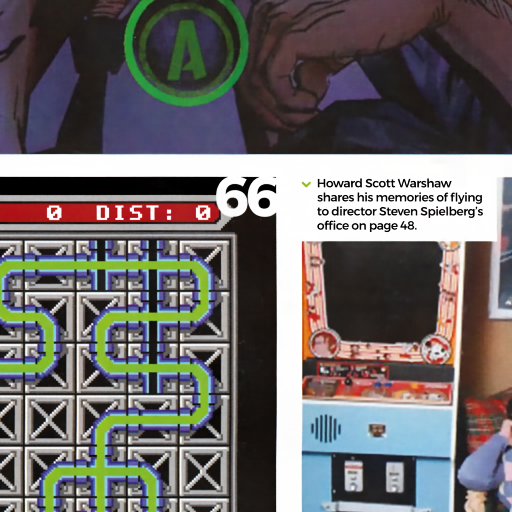 A
66
0 DIST: 0
Howard Scott Warshaw
shares his memories of flying
to director Steven Spielberg's
office on page 48.